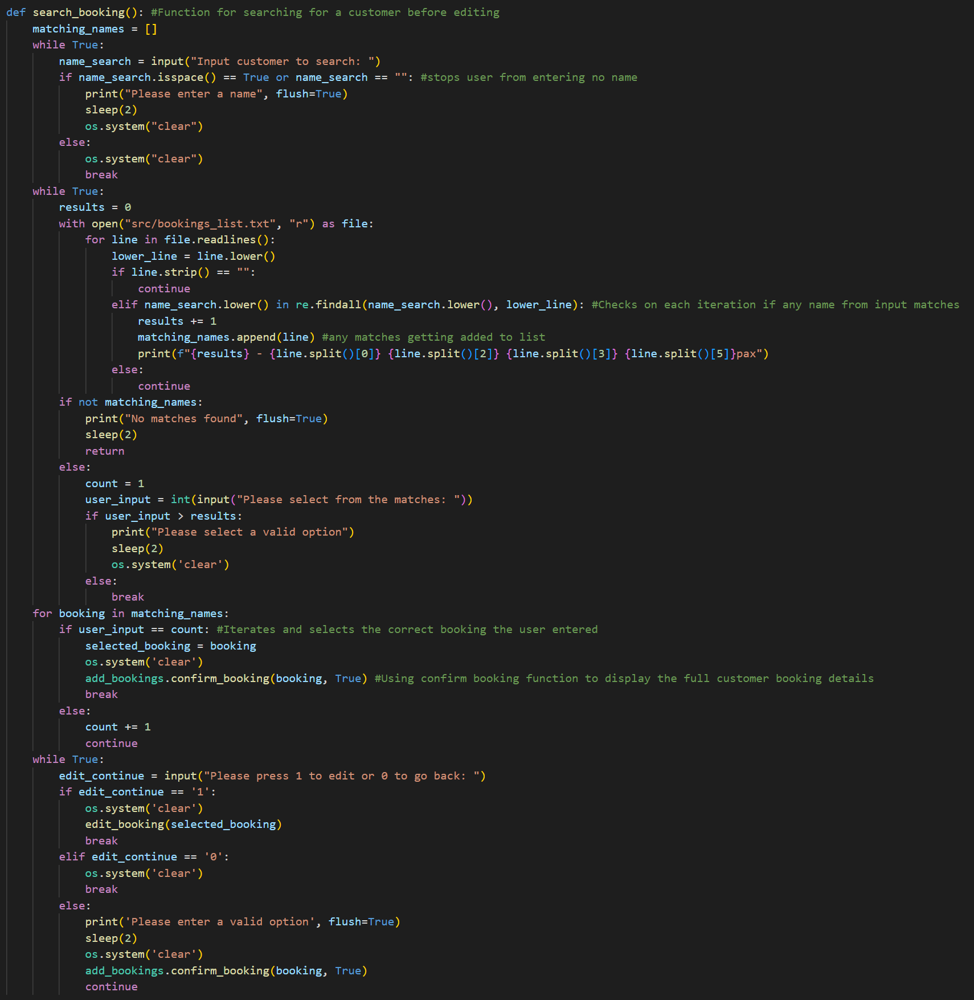 def search_booking(): #Function for searching for a customer before editing
    matching_names = []
    while True:
        name_search = input("Input customer to search: ")
        if name_search.isspace() == True or name_search == "": #stops user from entering no name
            print("Please enter a name", flush=True)
            sleep(2)
            os.system("clear")
        else:
            os.system("clear")
            break
    while True:
        results = 0
        with open("src/bookings_list.txt", "r") as file:
            for line in file.readlines():
                lower_line = line.lower()
                if line.strip() == "":
                    continue
                elif name_search.lower() in re.findall(name_search.lower(), lower_line): #Checks on each iteration if any name from input matches
                    results += 1
                    matching_names.append(line) #any matches getting added to list
                    print(f"{results} - {line.split()[0]} {line.split()[2]} {line.split()[3]} {line.split()[5]}pax")
                else:
                    continue
        if not matching_names:
            print("No matches found", flush=True)
            sleep(2)
            return
        else:
            count = 1
            user_input = int(input("Please select from the matches: "))
            if user_input > results:
                print("Please select a valid option")
                sleep(2)
                os.system('clear')
            else:
                break
    for booking in matching_names:
        if user_input == count: #Iterates and selects the correct booking the user entered
            selected_booking = booking
            os.system('clear')
            add_bookings.confirm_booking(booking, True) #Using confirm booking function to display the full customer booking details
            break
        else:
            count += 1
            continue
    while True:
        edit_continue = input("Please press 1 to edit or 0 to go back: ")
        if edit_continue == '1':
            os.system('clear')
            edit_booking(selected_booking)
            break
        elif edit_continue == '0':
            os.system('clear')
            break
        else:
            print('Please enter a valid option', flush=True)
            sleep(2)
            os.system('clear')
            add_bookings.confirm_booking(booking, True)
            continue